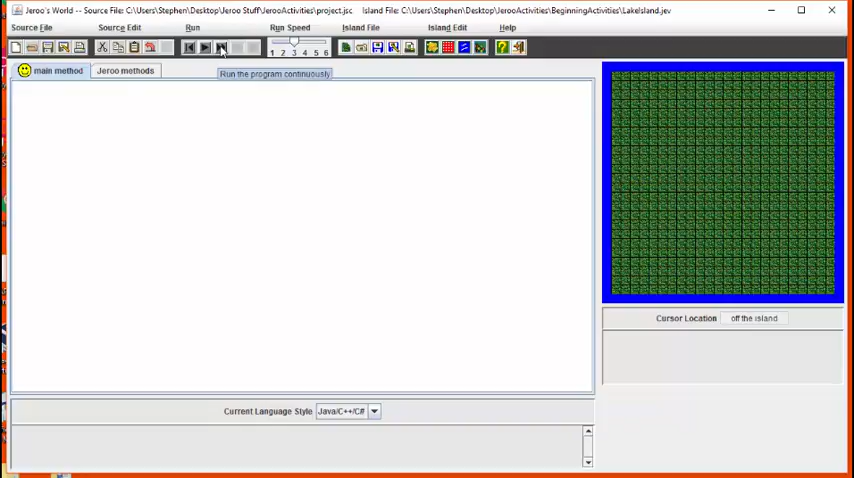 Jeroo's World -- Source File: C:\Users\Stephen\Desktop\Jeroo Stuff\JerooActivities\project.jsc Island File: C:\Users\Stephen\Desktop\JerooActivities\BeginningActivities\LakeIsland.jev
Source File Source Edit Run Run Speed Island File Island Edit Help
1 2 3 4 5 6
main method Jeroo methods
Run the program continuously
Cursor Location off the island
Current Language Style Java/C++/C#